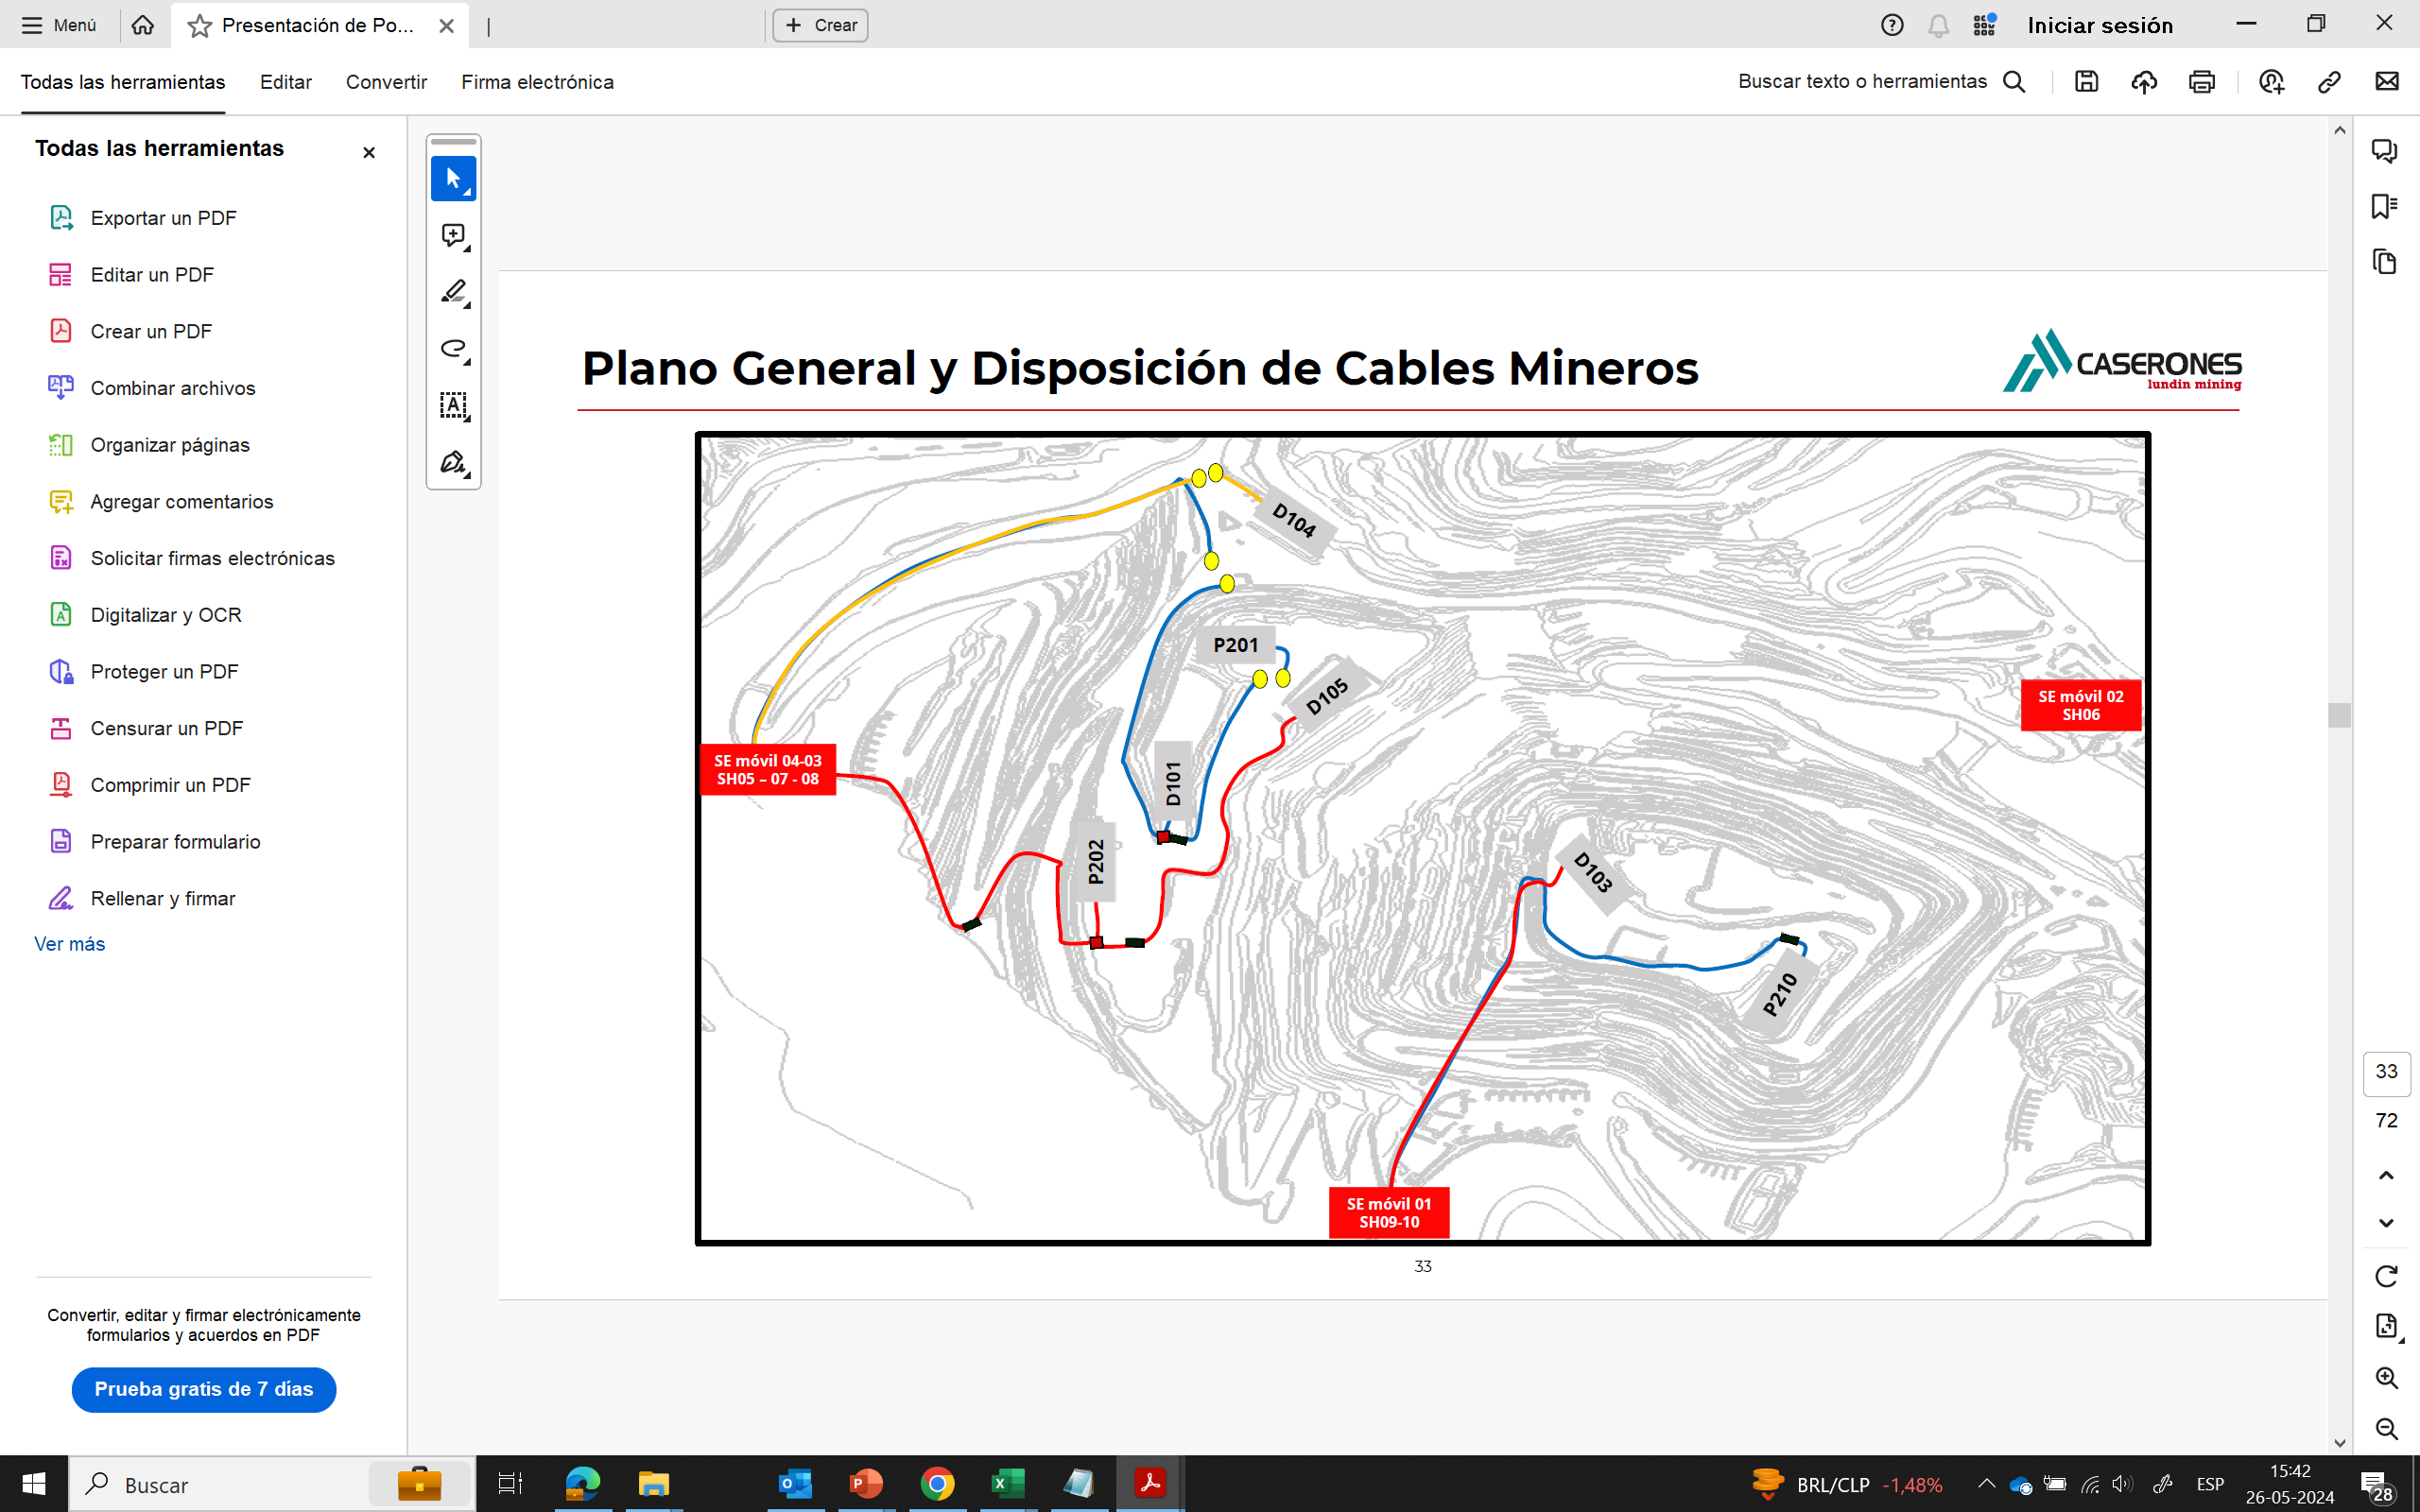 Menú
Presentación de Po...
Crear
Iniciar sesión
Todas las herramientas
Editar
Convertir
Firma electrónica
Buscar texto o herramientas
Todas las herramientas
Exportar un PDF
Editar un PDF
Crear un PDF
Combinar archivos
Organizar páginas
Agregar comentarios
Solicitar firmas electrónicas
Digitalizar y OCR
Proteger un PDF
Censurar un PDF
Comprimir un PDF
Preparar formulario
Rellenar y firmar
Ver más
Convertir, editar y firmar electrónicamente
formularios y acuerdos en PDF
Prueba gratis de 7 días
Plano General y Disposición de Cables Mineros
CASERONES
lundin mining
D104
P201
D105
SE móvil 02
SH06
SE móvil 04-03
SH05 – 07 - 08
D101
P202
D103
P210
SE móvil 01
SH09-10
33
33
72
Buscar
BRL/CLP -1,48%
ESP
15:42
26-05-2024
28